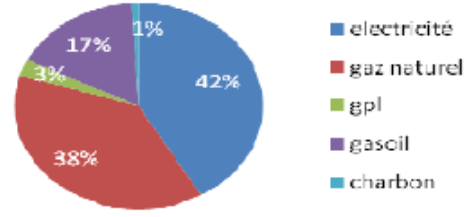 1%
17%
3%
42%
38%
electricité
gaz naturel
gpl
gasoil
charbon